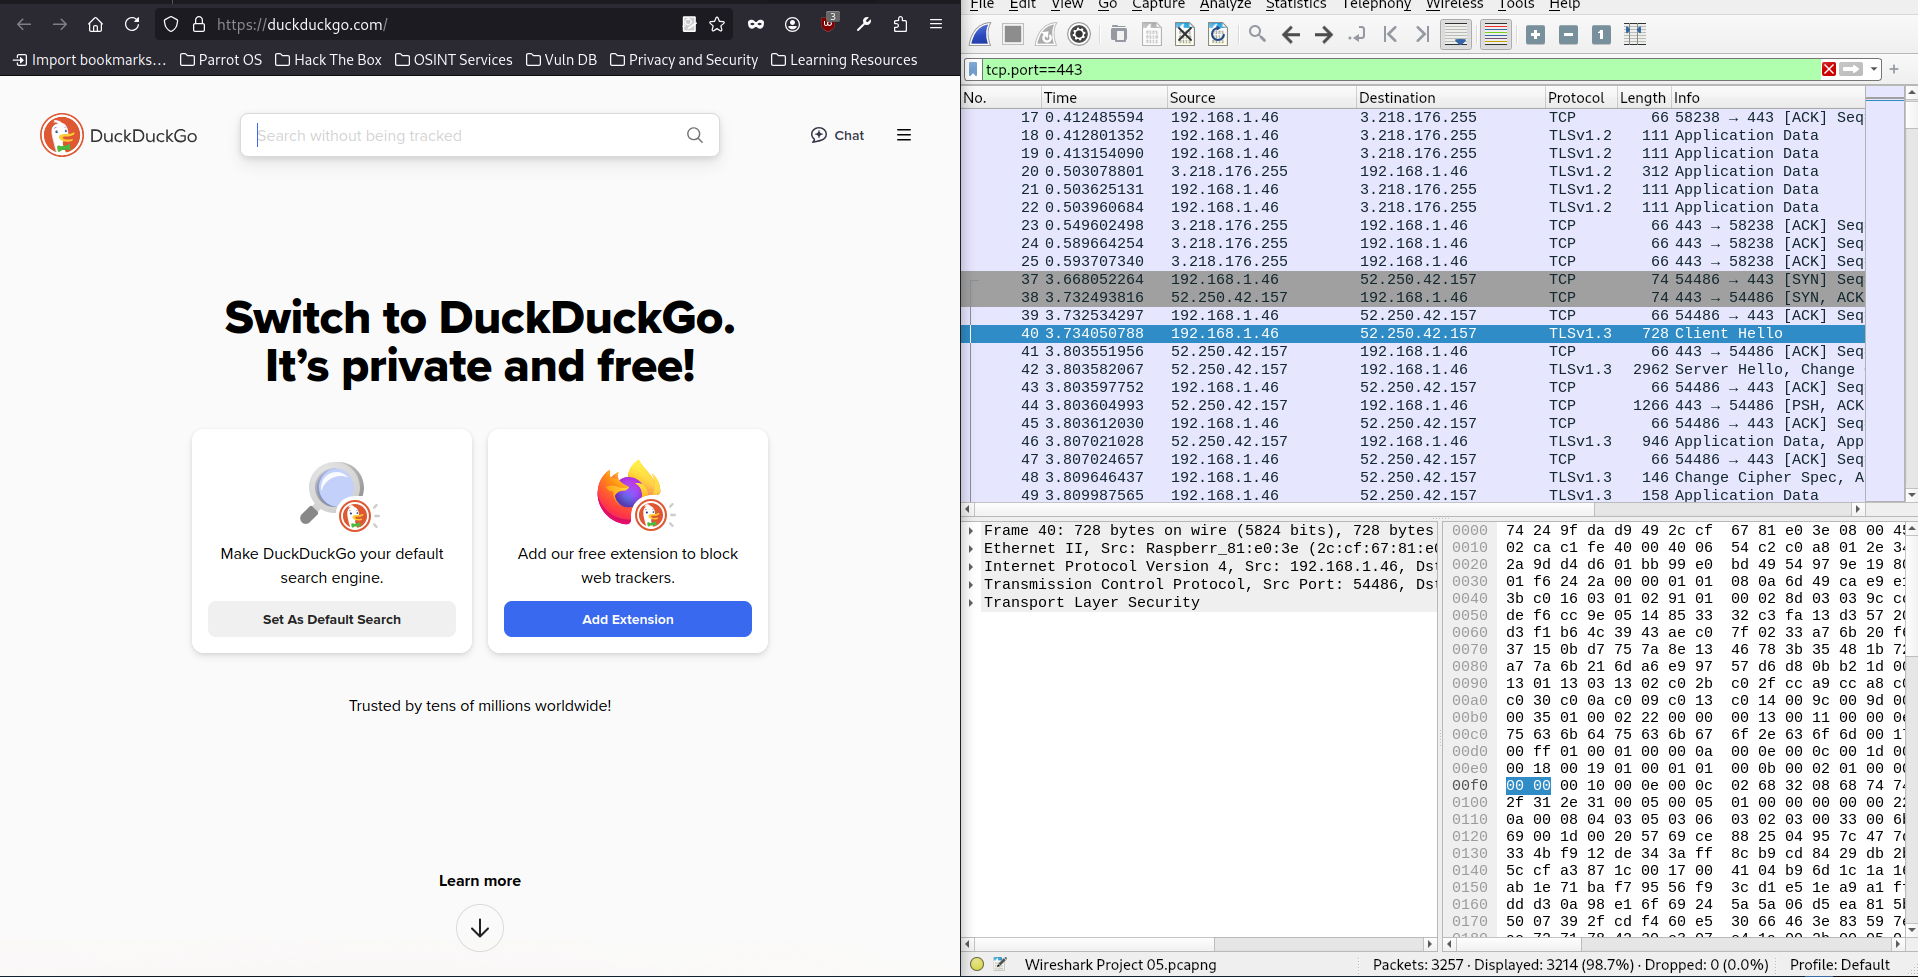 https://duckduckgo.com/
3
Import bookmarks...
Parrot OS
Hack The Box
OSINT Services
Vuln DB
Privacy and Security
Learning Resources
DuckDuckGo
Search without being tracked
Chat
Switch to DuckDuckGo.
It's private and free!
Make DuckDuckGo your default
search engine.
Set As Default Search
Add our free extension to block
web trackers.
Add Extension
Trusted by tens of millions worldwide!
Learn more
File Edit View Go Capture Analyze Statistics Telephony Wireless Tools Help
tcp.port==443
No. Time Source Destination Protocol Length Info
17 0.412485594 192.168.1.46 3.218.176.255 TCP 66 58238 → 443 [ACK] Seq
18 0.412801352 192.168.1.46 3.218.176.255 TLSv1.2 111 Application Data
19 0.413154090 192.168.1.46 3.218.176.255 TLSv1.2 111 Application Data
20 0.503078801 3.218.176.255 192.168.1.46 TLSv1.2 312 Application Data
21 0.503625131 192.168.1.46 3.218.176.255 TLSv1.2 111 Application Data
22 0.503960684 192.168.1.46 3.218.176.255 TLSv1.2 111 Application Data
23 0.549602498 3.218.176.255 192.168.1.46 TCP 66 443 → 58238 [ACK] Seq
24 0.589664254 3.218.176.255 192.168.1.46 TCP 66 443 → 58238 [ACK] Seq
25 0.593707340 3.218.176.255 192.168.1.46 TCP 66 443 → 58238 [ACK] Seq
37 3.668052264 192.168.1.46 52.250.42.157 TCP 74 54486 → 443 [SYN] Seq
38 3.732493816 52.250.42.157 192.168.1.46 TCP 74 443 → 54486 [SYN, ACK
39 3.732534297 192.168.1.46 52.250.42.157 TCP 66 54486 → 443 [ACK] Seq
40 3.734050788 192.168.1.46 52.250.42.157 TLSv1.3 728 Client Hello
41 3.803551956 52.250.42.157 192.168.1.46 TCP 66 443 → 54486 [ACK] Seq
42 3.803582067 52.250.42.157 192.168.1.46 TLSv1.3 2962 Server Hello, Change
43 3.803597752 192.168.1.46 52.250.42.157 TCP 66 54486 → 443 [ACK] Seq
44 3.803604993 52.250.42.157 192.168.1.46 TCP 1266 443 → 54486 [PSH, ACK
45 3.803612030 192.168.1.46 52.250.42.157 TCP 66 54486 → 443 [ACK] Seq
46 3.807021028 52.250.42.157 192.168.1.46 TLSv1.3 946 Application Data, App
47 3.807024657 192.168.1.46 52.250.42.157 TCP 66 54486 → 443 [ACK] Seq
48 3.809646437 192.168.1.46 52.250.42.157 TLSv1.3 146 Change Cipher Spec, A
49 3.809987565 192.168.1.46 52.250.42.157 TLSv1.3 158 Application Data
Frame 40: 728 bytes on wire (5824 bits), 728 bytes
Ethernet II, Src: Raspberr_81:e0:3e (2c:cf:67:81:e0
Internet Protocol Version 4, Src: 192.168.1.46, Dst
Transmission Control Protocol, Src Port: 54486, Dst
Transport Layer Security
0000 74 24 9f da d9 49 2c cf 67 81 e0 3e 08 00 45
0010 02 ca c1 fe 40 00 40 06 54 c2 c0 a8 01 2e 34
0020 2a 9d d4 d6 01 bb 99 e0 bd 49 54 97 9e 19 80
0030 01 f6 24 2a 00 00 01 01 08 0a 6d 49 ca e9 e1
0040 3b c0 16 03 01 02 91 01 00 02 8d 03 03 9c cc
0050 de f6 cc 9e 05 14 85 33 32 c3 fa 13 d3 57 20
0060 d3 f1 b6 4c 39 43 ae c0 7f 02 33 a7 6b 20 f6
0070 37 15 0b d7 75 7a 8e 13 46 78 3b 35 48 1b 72
0080 a7 7a 6b 21 6d a6 e9 97 57 d6 d8 0b b2 1d 00
0090 13 01 13 03 13 02 c0 2b c0 2f cc a9 cc a8 c0
00a0 c0 30 c0 0a c0 09 c0 13 c0 14 00 9c 00 9d 00
00b0 00 35 01 00 02 22 00 00 00 13 00 11 00 00 0e
00c0 75 63 6b 64 75 63 6b 67 6f 2e 63 6f 6d 00 17
00d0 00 ff 01 00 01 00 00 0a 00 0e 00 0c 00 1d 00
00e0 00 18 00 19 01 00 01 01 00 0b 00 02 01 00 00
00f0 00 00 00 10 00 0e 00 0c 02 68 32 08 68 74 74
0100 2f 31 2e 31 00 05 00 05 01 00 00 00 00 00 22
0110 0a 00 08 04 03 05 03 06 03 02 03 00 33 00 6b
0120 69 00 1d 00 20 57 69 ce 88 25 04 95 7c 47 7c
0130 33 4b f9 12 de 34 3a ff 8c b9 cd 84 29 db 2b
0140 5c cf a3 87 1c 00 17 00 41 04 b9 6d 1c 1a 16
0150 ab 1e 71 ba f7 95 56 f9 3c d1 e5 1e a9 a1 f7
0160 dd d3 0a 98 e1 6f 69 24 5a 5a 06 d5 ea 81 5b
0170 50 07 39 2f cd f4 60 e5 30 66 46 3e 83 59 7e
Wireshark Project 05.pcapng
Packets: 3257 · Displayed: 3214 (98.7%) · Dropped: 0 (0.0%)
Profile: Default